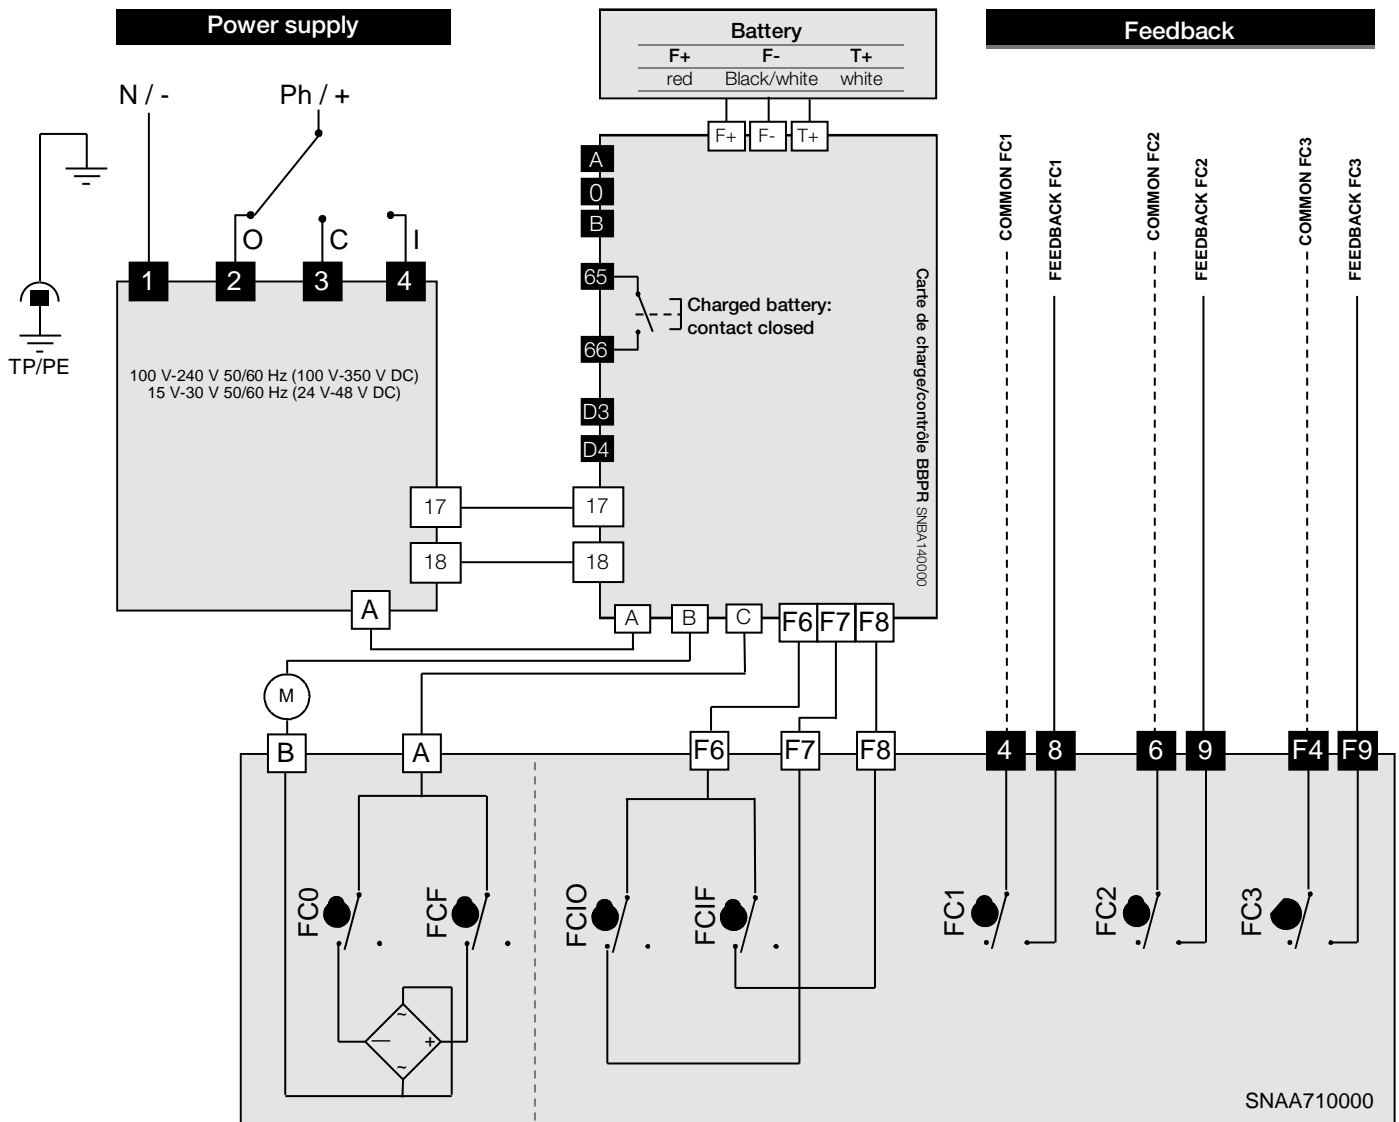 Power supply
Battery
F+ F- T+
red Black/white white
Feedback
N / -
Ph / +
F+ F- T+
COMMON FC1
FEEDBACK FC1
COMMON FC2
FEEDBACK FC2
COMMON FC3
FEEDBACK FC3
A
0
B
O
C
I
1 2 3 4
65
Charged battery:
contact closed
66
Carte de charge/contrôle BBPR SNBA140000
TP/PE
100 V-240 V 50/60 Hz (100 V-350 V DC)
15 V-30 V 50/60 Hz (24 V-48 V DC)
D3
D4
17 17
18 18
A
A B C F6 F7 F8
M
B A F6 F7 F8 4 8 6 9 F4 F9
FC0
FCF
FCIO
FCIF
FC1
FC2
FC3
~
— +
~
SNAA710000